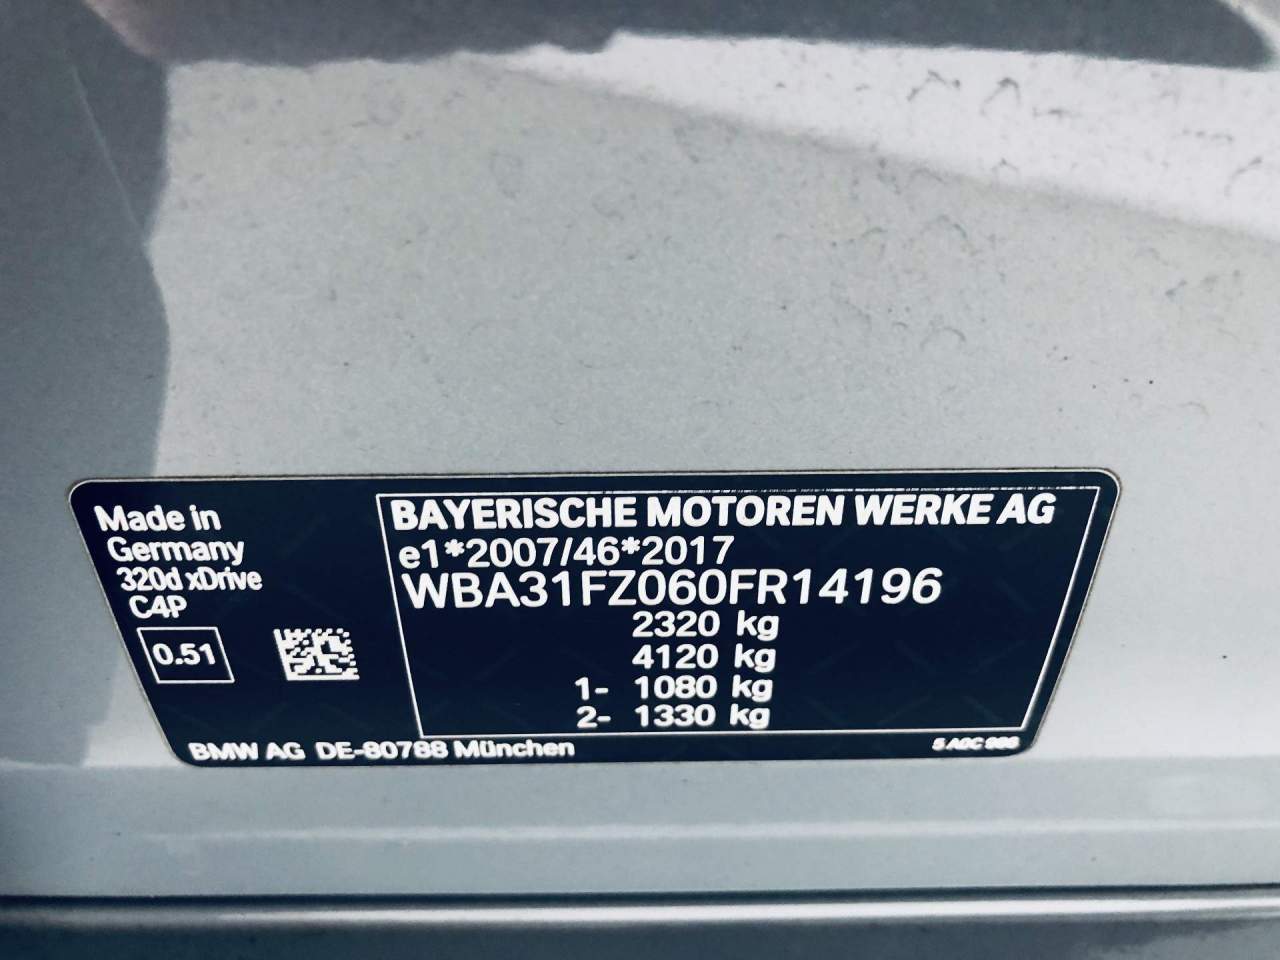 Made in
Germany
320d xDrive
C4P
0.51
BAYERISCHE MOTOREN WERKE AG
e1*2007/46*2017
WBA31FZ060FR14196
2320 kg
4120 kg
1- 1080 kg
2- 1330 kg
BMW AG DE-80788 München